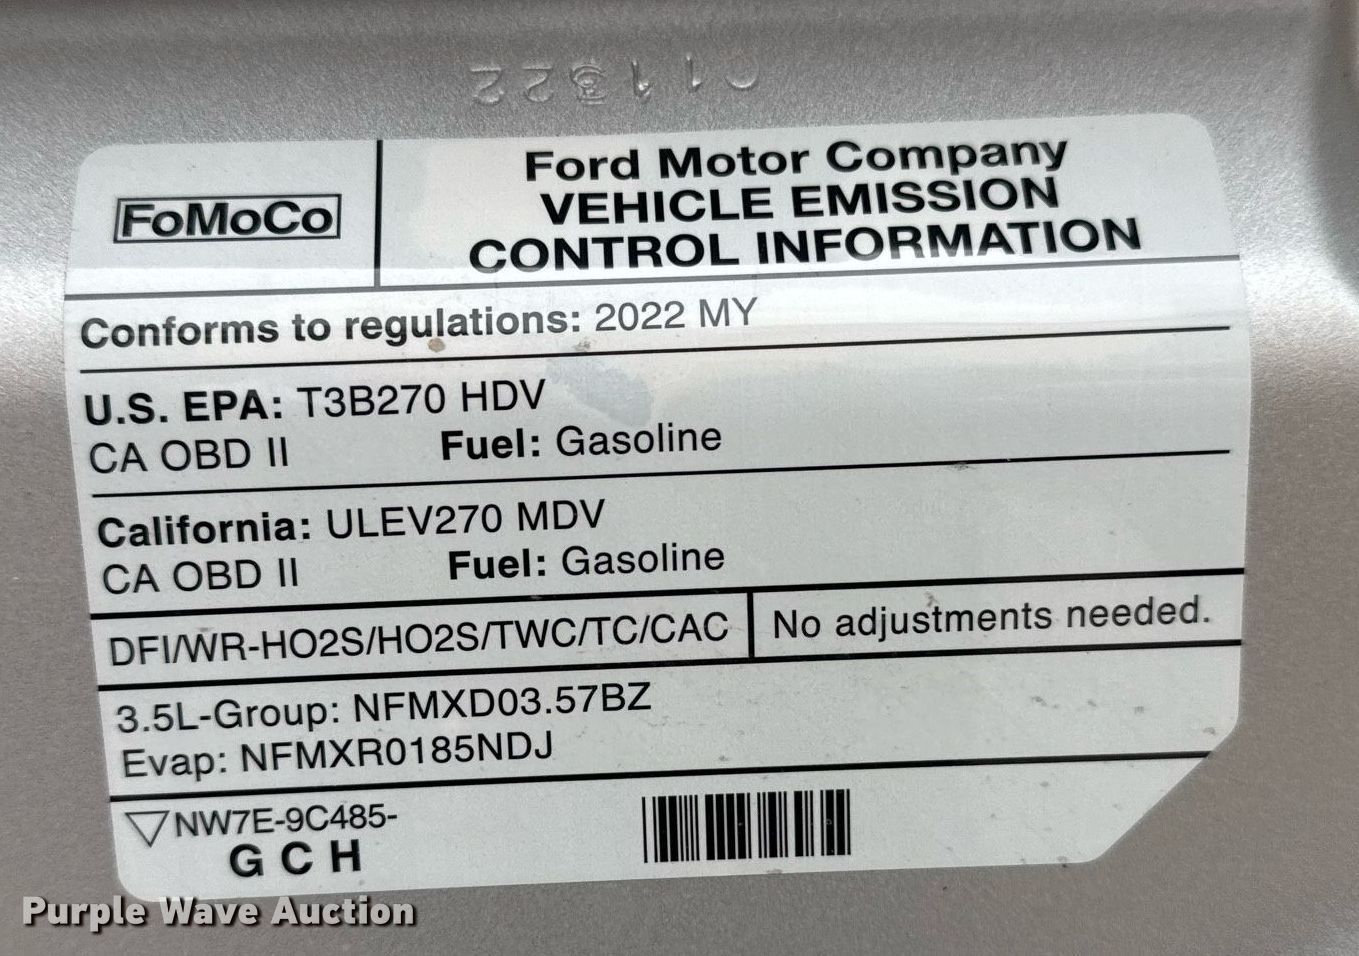 C11322
FoMoCo
Ford Motor Company
VEHICLE EMISSION
CONTROL INFORMATION
Conforms to regulations: 2022 MY
U.S. EPA: T3B270 HDV
CA OBD II Fuel: Gasoline
California: ULEV270 MDV
CA OBD II Fuel: Gasoline
DFI/WR-HO2S/HO2S/TWC/TC/CAC No adjustments needed.
3.5L-Group: NFMXD03.57BZ
Evap: NFMXR0185NDJ
NW7E-9C485-
G C H
Purple Wave Auction